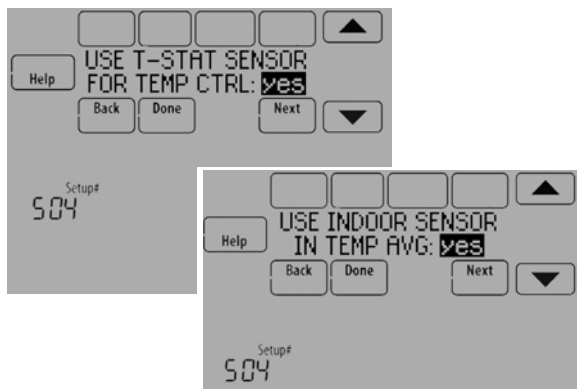 USE T-STAT SENSOR
Help
FOR TEMP CTRL: yes
Back Done Next
Setup#
504
USE INDOOR SENSOR
Help
IN TEMP AVG: yes
Back Done Next
Setup#
504